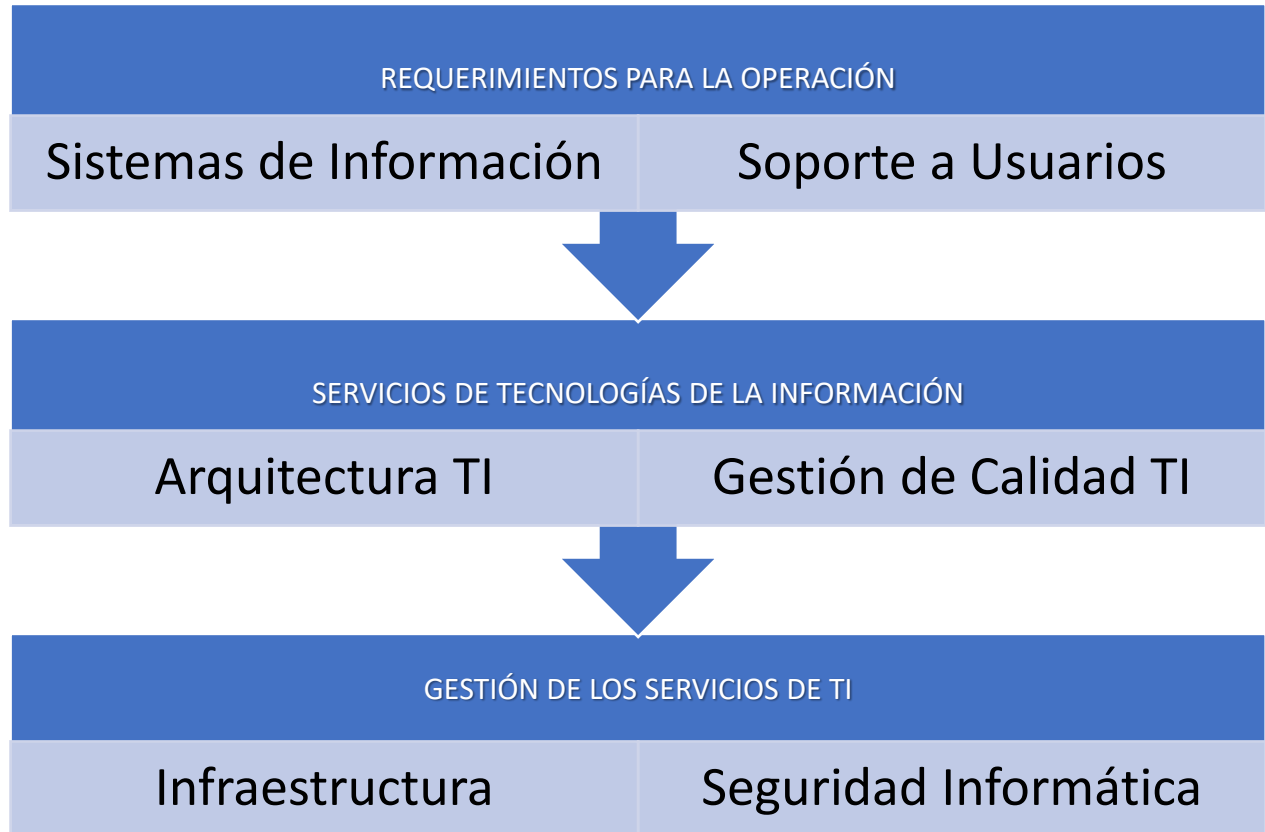 REQUERIMIENTOS PARA LA OPERACIÓN
Sistemas de Información
Soporte a Usuarios
SERVICIOS DE TECNOLOGÍAS DE LA INFORMACIÓN
Arquitectura TI
Gestión de Calidad TI
GESTIÓN DE LOS SERVICIOS DE TI
Infraestructura
Seguridad Informática